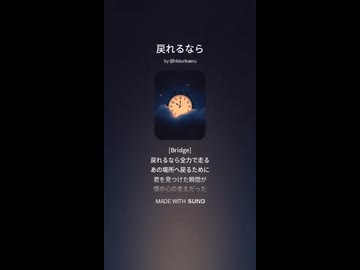 戻れるなら
by @hikkurikaeru
[Bridge]
戻れるなら全力で走る
あの場所へ戻るために
君を見つけた瞬間が
僕の心の支えだった
MADE WITH SUNO